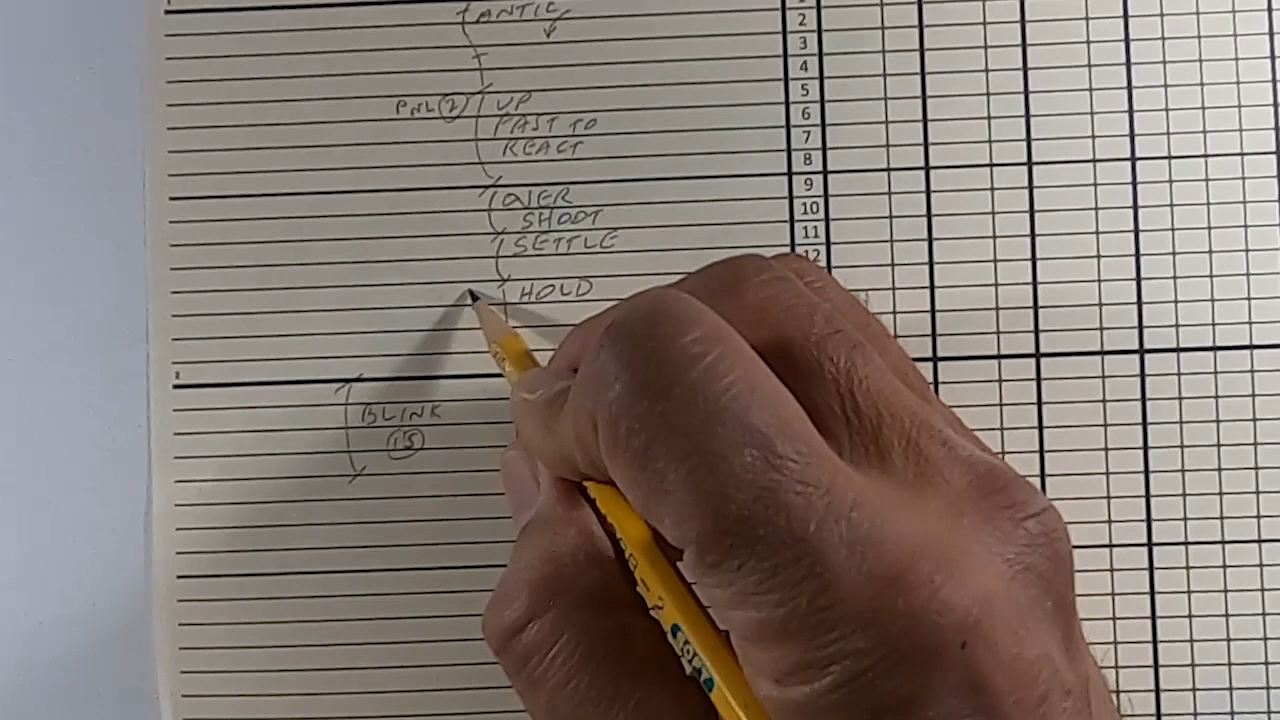 ANTIC
PNL 2 UP
FAST TO
REACT
OVER
SHOOT
SETTLE
HOLD
BLINK
15
2
3
4
5
6
7
8
9
10
11
12